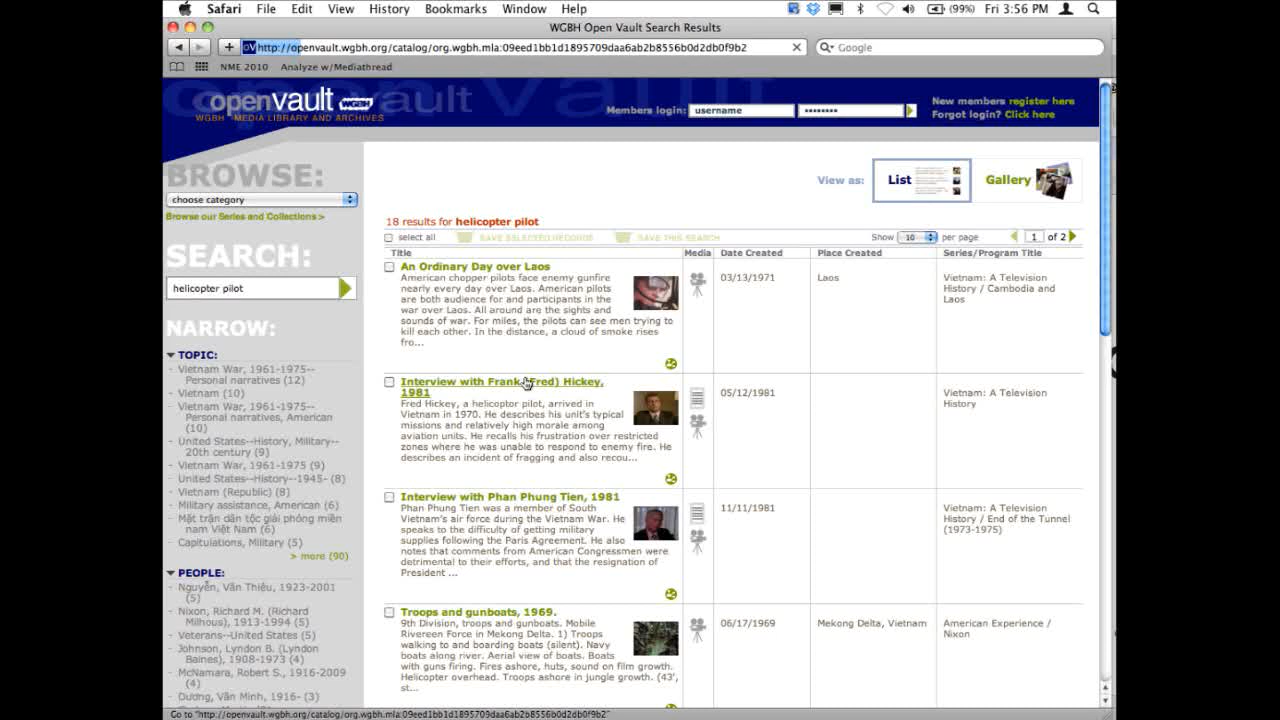 Safari File Edit View History Bookmarks Window Help
(99%) Fri 3:56 PM
WGBH Open Vault Search Results
http://openvault.wgbh.org/catalog/org.wgbh.mla:09eed1bb1d1895709daa6ab2b8556b0d2db0f9b2
Google
NME 2010 Analyze w/Mediathread
openvault
WGBH MEDIA LIBRARY AND ARCHIVES
Members login: username ••••••••
New members register here
Forgot login? Click here
BROWSE:
choose category
Browse our Series and Collections >
SEARCH:
helicopter pilot
NARROW:
TOPIC:
- Vietnam War, 1961-1975--
Personal narratives (12)
- Vietnam (10)
- Vietnam War, 1961-1975--
Personal narratives, American
(10)
- United States--History, Military--
20th century (9)
- Vietnam War, 1961-1975 (9)
- United States--History--1945- (8)
- Vietnam (Republic) (8)
- Military assistance, American (6)
- Mặt trận dân tộc giải phóng miền
nam Việt Nam (6)
- Capitulations, Military (5)
> more (90)
PEOPLE:
- Nguyễn, Văn Thiệu, 1923-2001
(5)
- Nixon, Richard M. (Richard
Milhous), 1913-1994 (4)
- Veterans--United States (5)
- Johnson, Lyndon B. (Lyndon
Baines), 1908-1973 (4)
- McNamara, Robert S., 1916-2009
(4)
- Dương, Văn Minh, 1916- (3)
View as: List Gallery
18 results for helicopter pilot
select all SAVE SELECTED RECORDS SAVE THIS SEARCH
Show 10 per page 1 of 2
Title Media Date Created Place Created Series/Program Title
An Ordinary Day over Laos
American chopper pilots face enemy gunfire
nearly every day over Laos. American pilots
are both audience for and participants in the
war over Laos. All around are the sights and
sounds of war. For miles, the pilots can see men trying to
kill each other. In the distance, a cloud of smoke rises
fro...
03/13/1971
Laos
Vietnam: A Television
History / Cambodia and
Laos
Interview with Frank (Fred) Hickey,
1981
Fred Hickey, a helicoptor pilot, arrived in
Vietnam in 1970. He describes his unit's typical
missions and relatively high morale among
aviation units. He recalls his frustration over restricted
zones where he was unable to respond to enemy fire. He
describes an incident of fragging and also recou...
05/12/1981
Vietnam: A Television
History
Interview with Phan Phung Tien, 1981
Phan Phung Tien was a member of South
Vietnam's air force during the Vietnam War. He
speaks to the difficulty of getting military
supplies following the Paris Agreement. He also
notes that comments from American Congressmen were
detrimental to their efforts, and that the resignation of
President ...
11/11/1981
Vietnam: A Television
History / End of the Tunnel
(1973-1975)
Troops and gunboats, 1969.
9th Division, troops and gunboats. Mobile
Rivereen Force in Mekong Delta. 1) Troops
walking to and boarding boats (silent). Navy
boats along river. Aerial view of boats. Boats
with guns firing. Fires ashore, huts, sound on film growth.
Helicopter overhead. Troops ashore in jungle growth. (43',
st...
06/17/1969
Mekong Delta, Vietnam
American Experience /
Nixon
Go to "http://openvault.wgbh.org/catalog/org.wgbh.mla:09eed1bb1d1895709daa6ab2b8556b0d2db0f9b2"